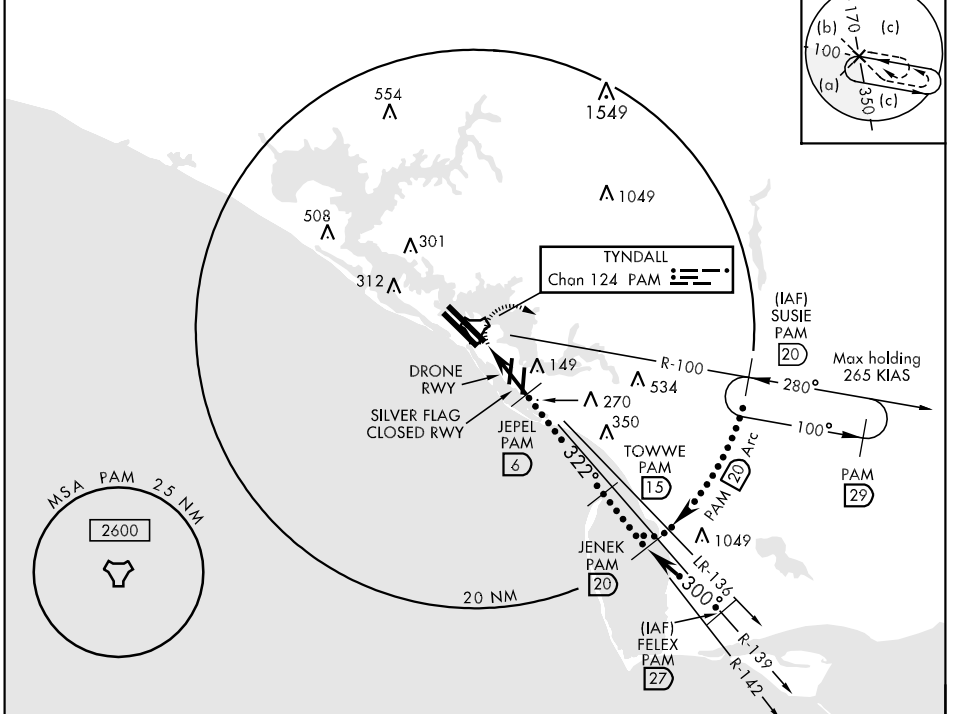 (b)
170
(c)
100
(a)
350
(c)
554
1549
1049
508
301
312
TYNDALL
Chan 124 PAM
(IAF)
SUSIE
PAM
20
Max holding
265 KIAS
R-100
280°
100°
DRONE
RWY
149
534
SILVER FLAG
CLOSED RWY
270
350
JEPEL
PAM
6
322°
TOWWE
PAM
15
PAM 20 Arc
PAM
29
MSA PAM 25 NM
2600
JENEK
PAM
20
1049
LR-136
300°
20 NM
(IAF)
FELEX
PAM
27
R-139
R-142